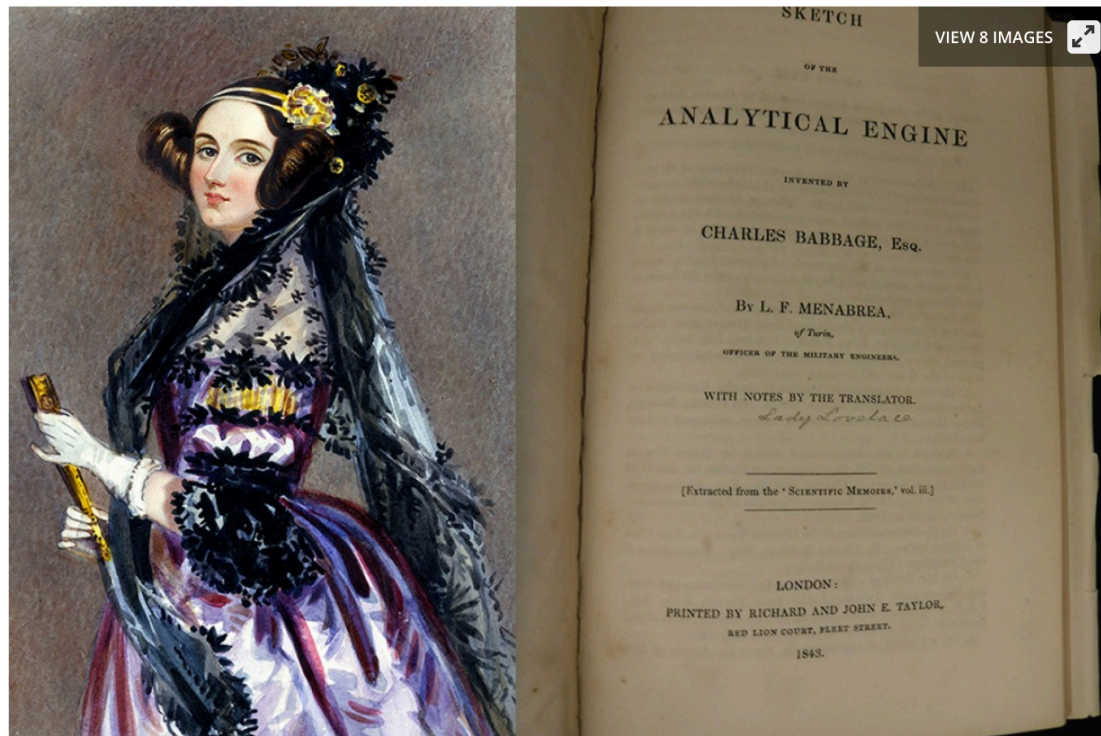 VIEW 8 IMAGES
SKETCH
OF THE
ANALYTICAL ENGINE
INVENTED BY
CHARLES BABBAGE, ESQ.
BY L. F. MENABREA,
of Turin,
OFFICER OF THE MILITARY ENGINEERS.
WITH NOTES BY THE TRANSLATOR.
Lady Lovelace
[Extracted from the ‘SCIENTIFIC MEMOIRS,’ vol. iii.]
LONDON:
PRINTED BY RICHARD AND JOHN E. TAYLOR,
RED LION COURT, FLEET STREET.
1843.